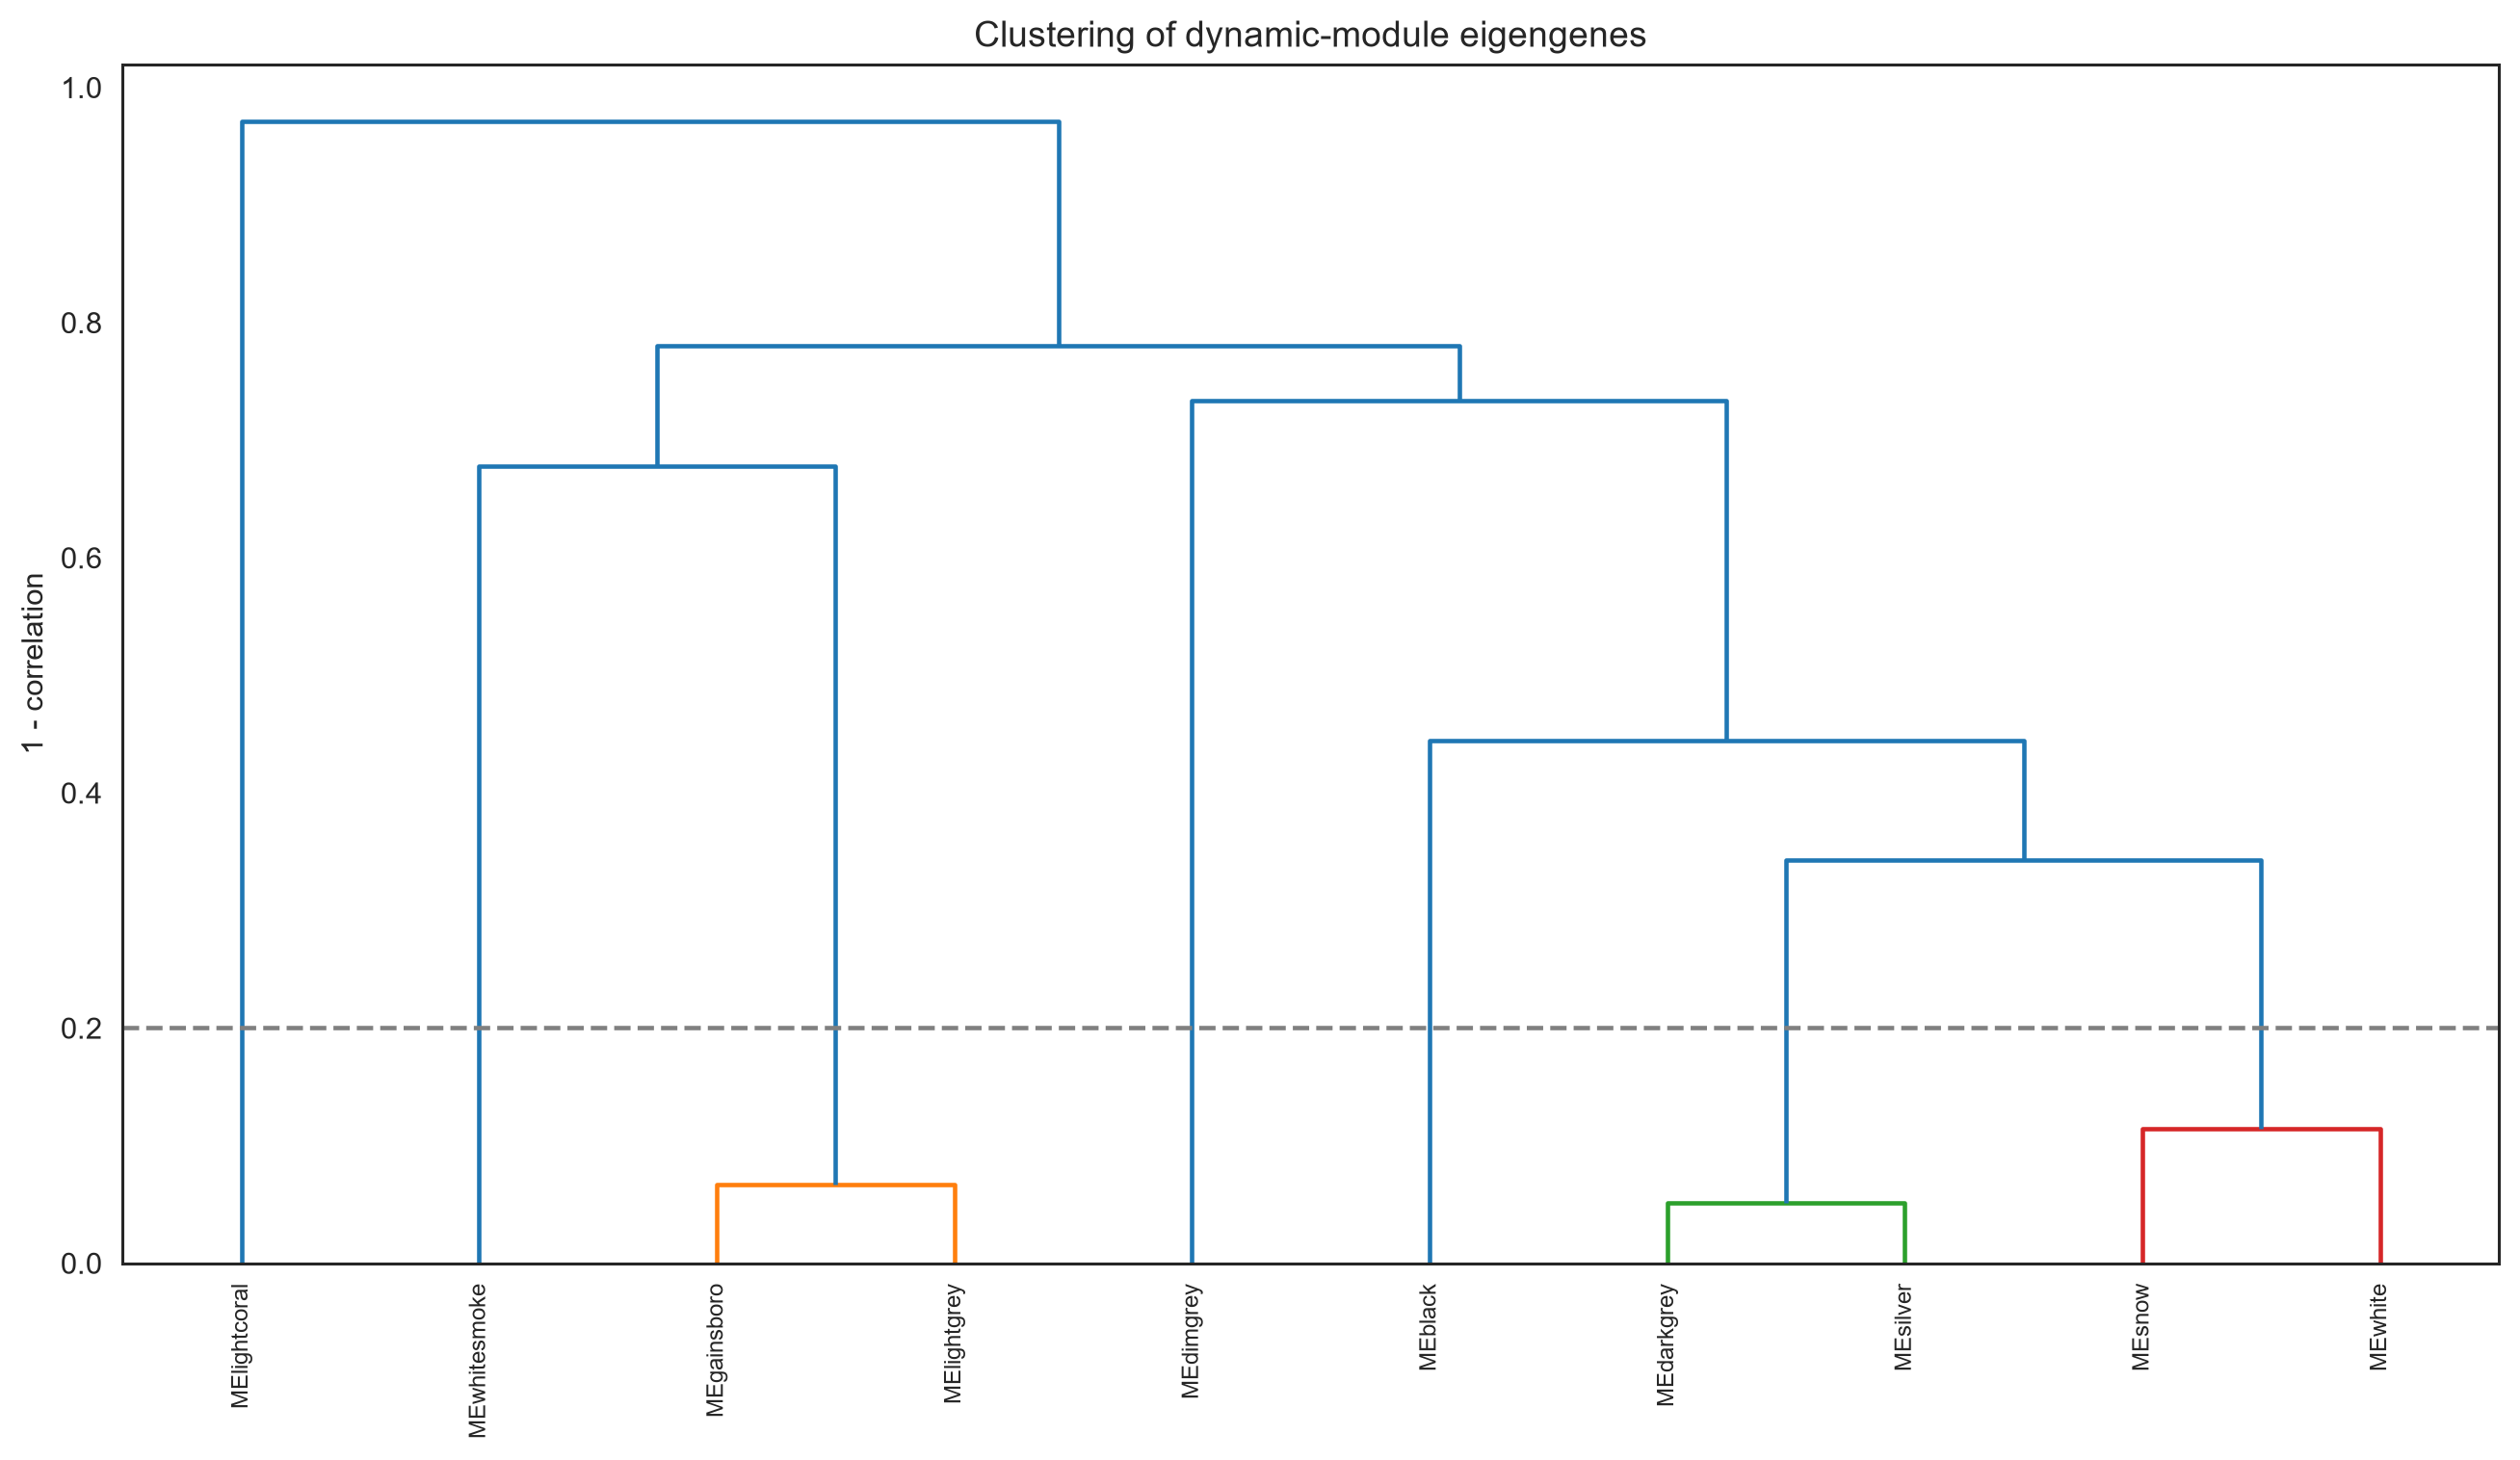 Clustering of dynamic-module eigengenes
1.0
0.8
0.6
0.4
0.2
0.0
1 - correlation
MElightcoral
MEwhitesmoke
MEgainsboro
MElightgrey
MEdimgrey
MEblack
MEdarkgrey
MEsilver
MEsnow
MEwhite